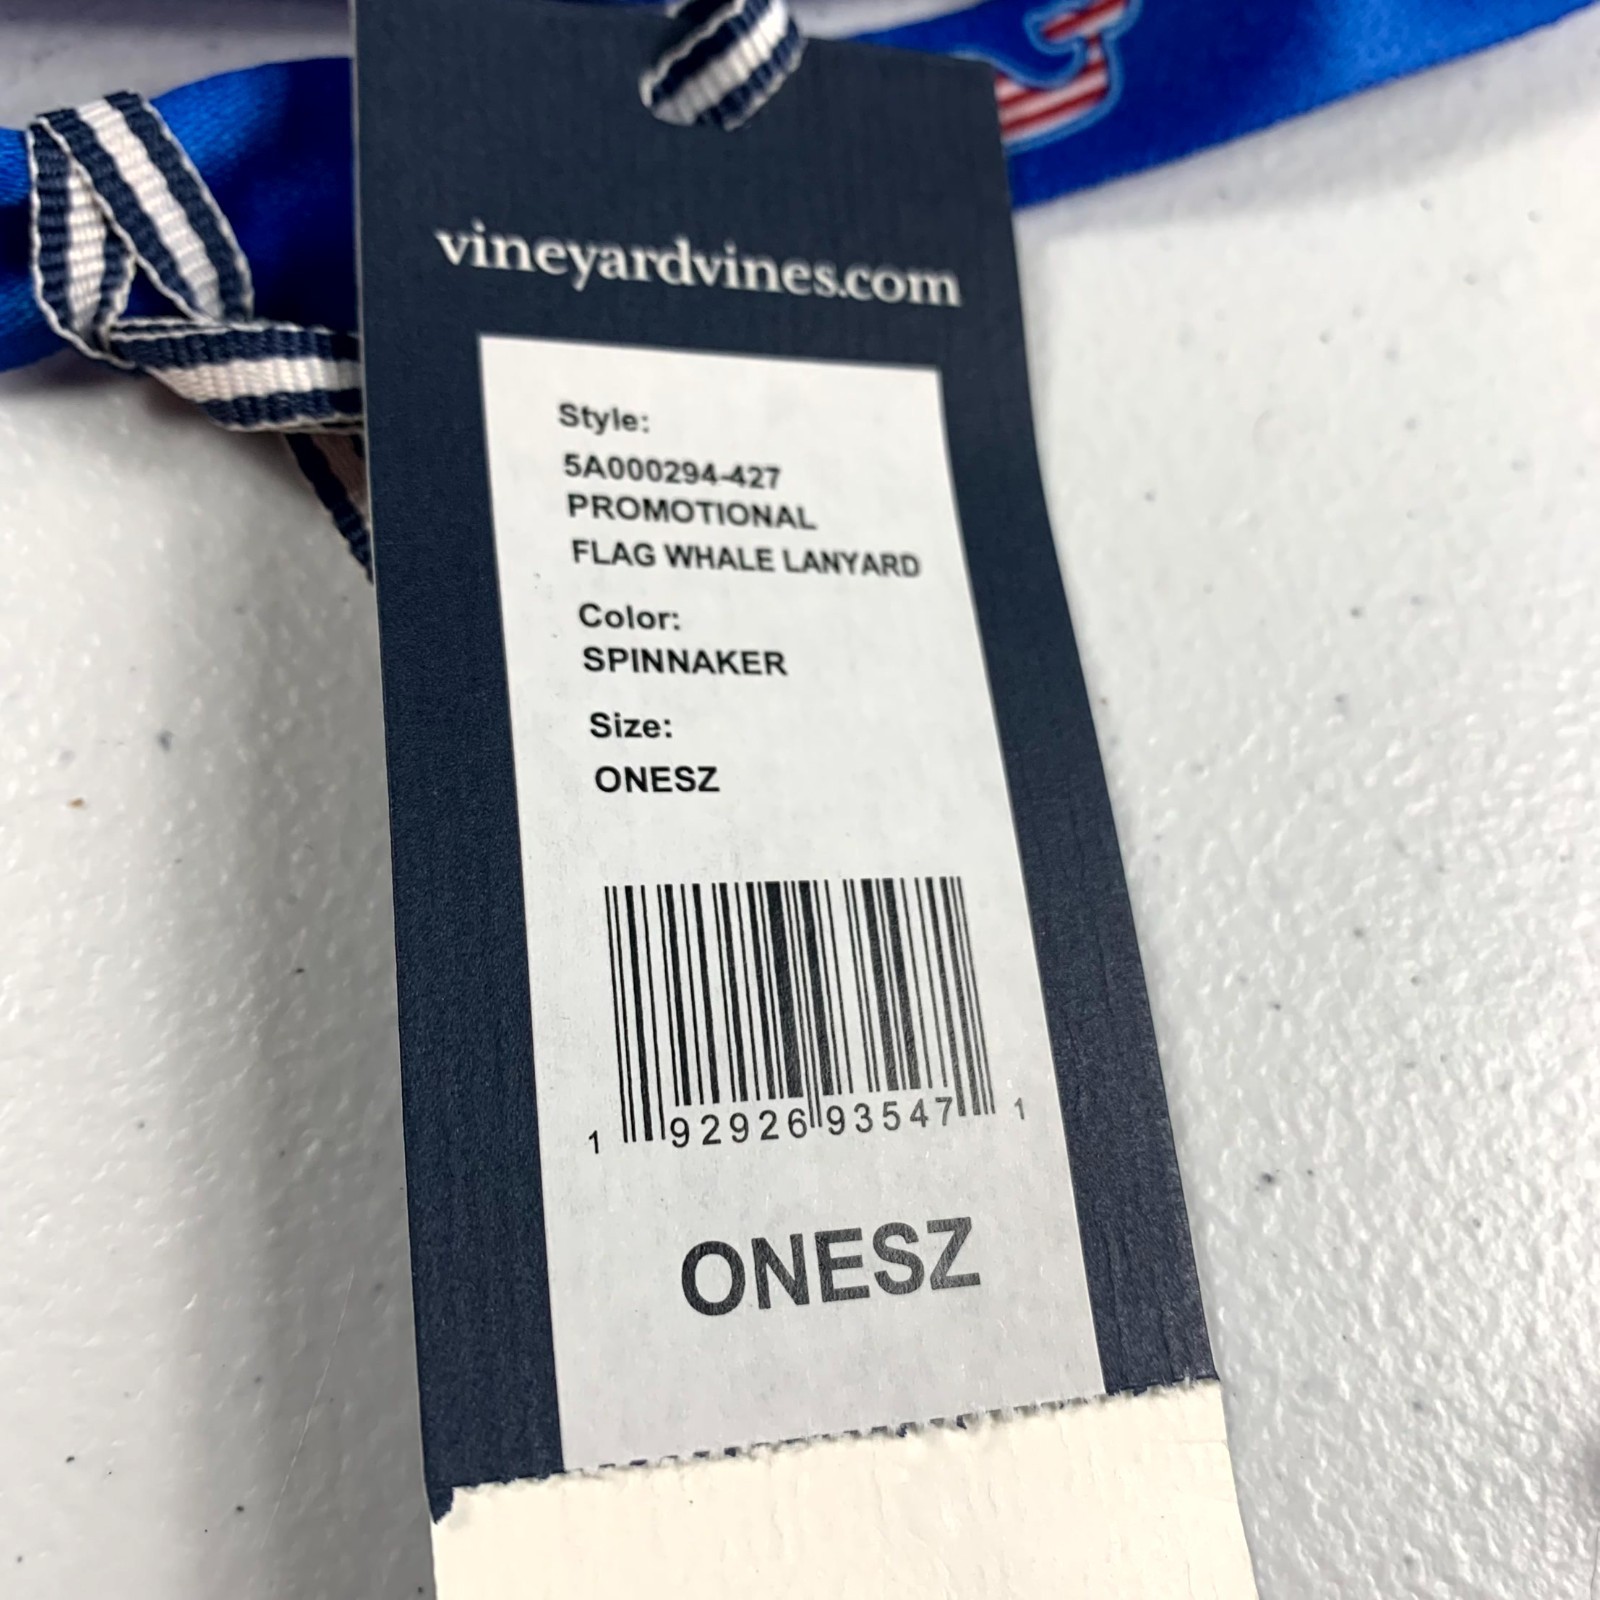 vineyardvines.com
Style:
5A000294-427
PROMOTIONAL
FLAG WHALE LANYARD
Color:
SPINNAKER
Size:
ONESZ
1 92926 93547 1
ONESZ